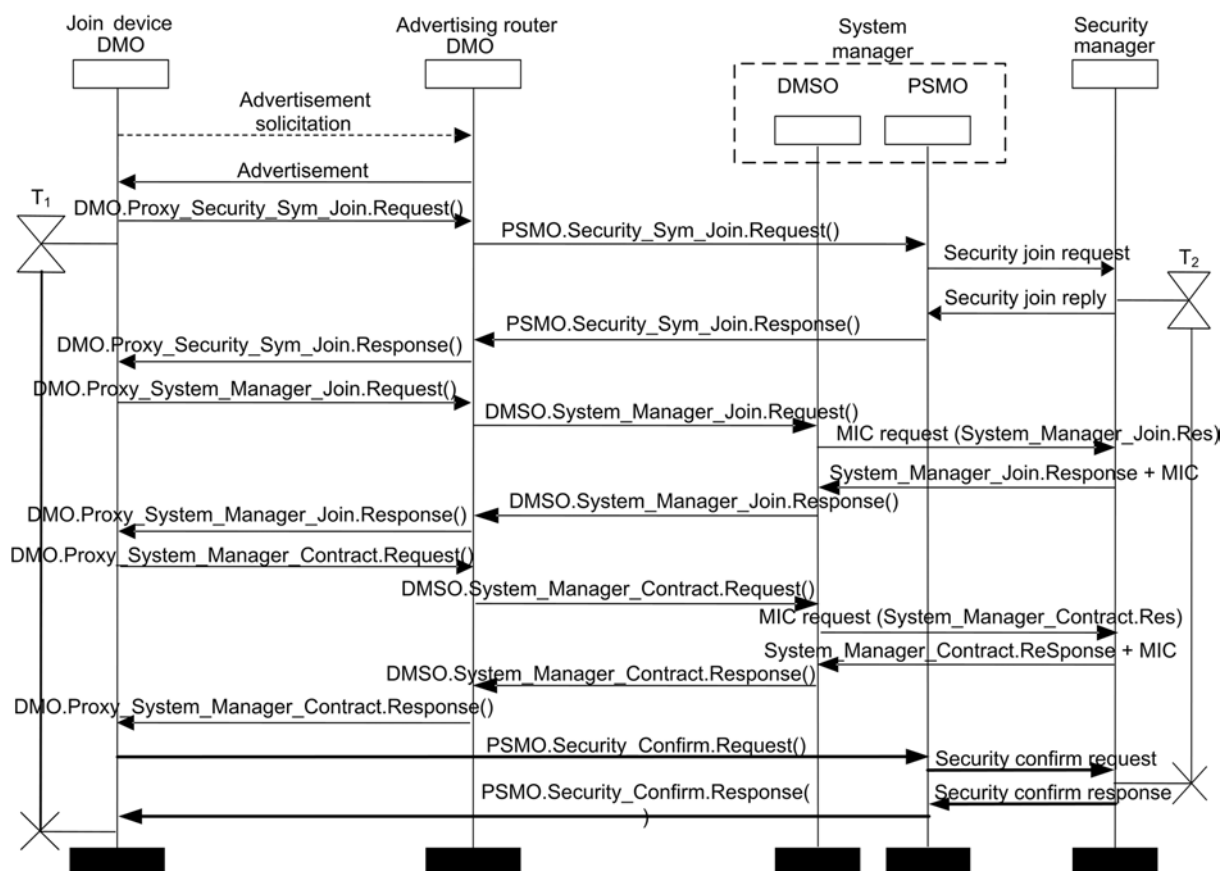 Join device
DMO
Advertising router
DMO
System
manager
Security
manager
DMSO
PSMO
Advertisement
solicitation
Advertisement
T1
DMO.Proxy_Security_Sym_Join.Request()
PSMO.Security_Sym_Join.Request()
Security join request
T2
Security join reply
PSMO.Security_Sym_Join.Response()
DMO.Proxy_Security_Sym_Join.Response()
DMO.Proxy_System_Manager_Join.Request()
DMSO.System_Manager_Join.Request()
MIC request (System_Manager_Join.Res)
System_Manager_Join.Response + MIC
DMSO.System_Manager_Join.Response()
DMO.Proxy_System_Manager_Join.Response()
DMO.Proxy_System_Manager_Contract.Request()
DMSO.System_Manager_Contract.Request()
MIC request (System_Manager_Contract.Res)
System_Manager_Contract.ReSponse + MIC
DMSO.System_Manager_Contract.Response()
DMO.Proxy_System_Manager_Contract.Response()
PSMO.Security_Confirm.Request()
Security confirm request
PSMO.Security_Confirm.Response(
)
Security confirm response